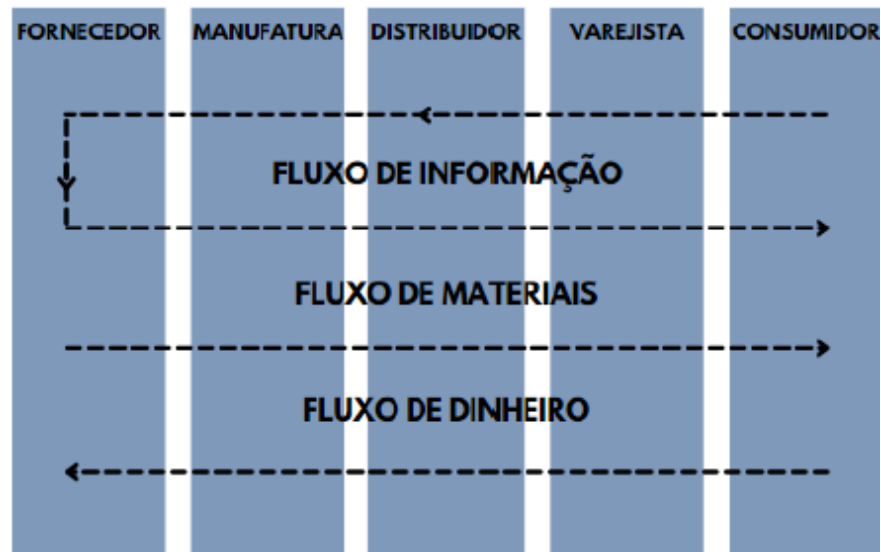 FORNECEDOR MANUFATURA DISTRIBUIDOR VAREJISTA CONSUMIDOR
FLUXO DE INFORMAÇÃO
FLUXO DE MATERIAIS
FLUXO DE DINHEIRO